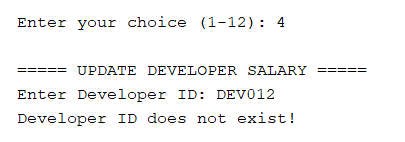 Enter your choice (1-12): 4
===== UPDATE DEVELOPER SALARY =====
Enter Developer ID: DEV012
Developer ID does not exist!